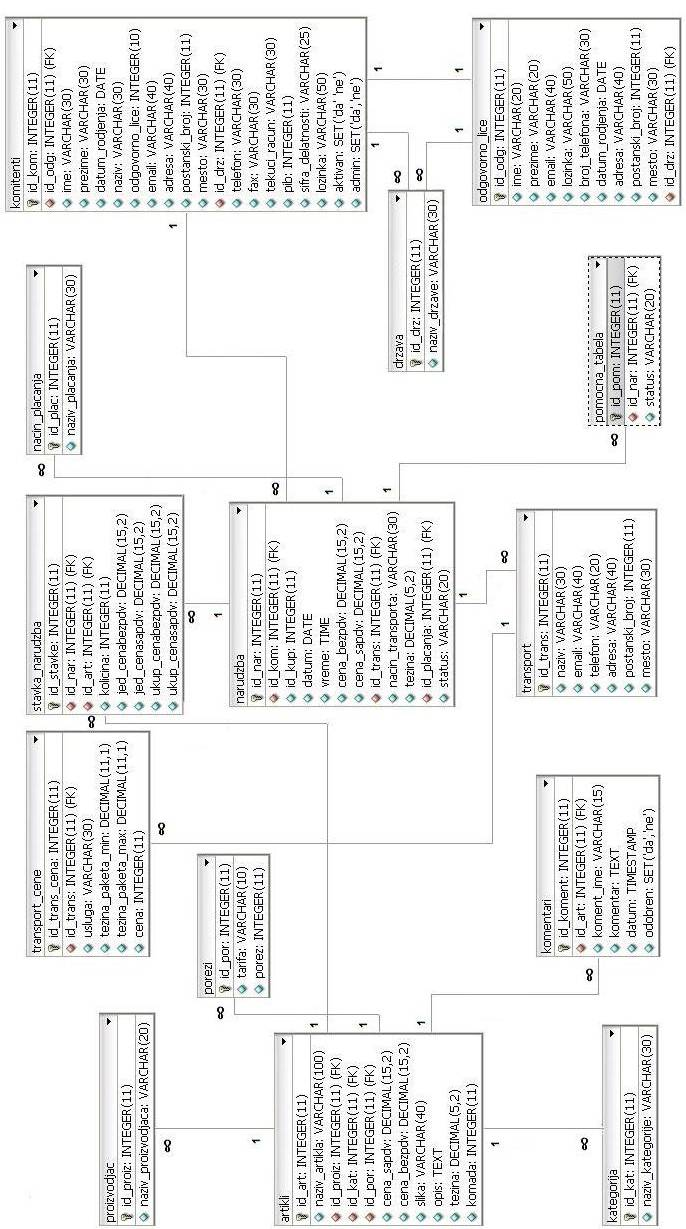 komitenti
id_kom: INTEGER(11)
id_odg: INTEGER(11) (FK)
ime: VARCHAR(30)
prezime: VARCHAR(30)
datum_rodjenja: DATE
naziv: VARCHAR(30)
odgovorno_lice: INTEGER(10)
email: VARCHAR(40)
adresa: VARCHAR(40)
postanski_broj: INTEGER(11)
mesto: VARCHAR(30)
id_drz: INTEGER(11) (FK)
telefon: VARCHAR(30)
fax: VARCHAR(30)
tekuci_racun: VARCHAR(30)
pib: INTEGER(11)
sifra_delatnosti: VARCHAR(25)
lozinka: VARCHAR(50)
aktivan: SET('da' 'ne')
admin: SET('da','ne')
1
1
1
1
odgovorno_lice
id_odg: INTEGER(11)
ime: VARCHAR(20)
prezime: VARCHAR(20)
email: VARCHAR(40)
lozinka: VARCHAR(50)
broj_telefona: VARCHAR(30)
datum_rodjenja: DATE
adresa: VARCHAR(40)
postanski_broj: INTEGER(11)
mesto: VARCHAR(30)
id_drz: INTEGER(11) (FK)
1
∞
∞
drzava
id_drz: INTEGER(11)
naziv_drzave: VARCHAR(30)
nacin_placanja
id_plac: INTEGER(11)
naziv_placanja: VARCHAR(30)
∞
pomocna_tabela
id_pom: INTEGER(11)
id_nar: INTEGER(11) (FK)
status: VARCHAR(20)
∞
stavka_narudzba
id_stavke: INTEGER(11)
id_nar: INTEGER(11) (FK)
id_art: INTEGER(11) (FK)
kolicina: INTEGER(11)
jed_cenabezpdv: DECIMAL(15,2)
jed_cenasapdv: DECIMAL(15,2)
ukup_cenabezpdv: DECIMAL(15,2)
ukup_cenasapdv: DECIMAL(15,2)
∞
∞
narudzba
id_nar: INTEGER(11)
id_kom: INTEGER(11) (FK)
id_kup: INTEGER(11)
datum: DATE
vreme: TIME
cena_bezpdv: DECIMAL(15,2)
cena_sapdv: DECIMAL(15,2)
id_trans: INTEGER(11) (FK)
nacin_transporta: VARCHAR(30)
tezina: DECIMAL(5,2)
id_placanja: INTEGER(11) (FK)
status: VARCHAR(20)
∞
1
1
1
1
transport
id_trans: INTEGER(11)
naziv: VARCHAR(30)
email: VARCHAR(40)
telefon: VARCHAR(20)
adresa: VARCHAR(40)
postanski_broj: INTEGER(11)
mesto: VARCHAR(30)
∞
1
transport_cene
id_trans_cena: INTEGER(11)
id_trans: INTEGER(11) (FK)
usluga: VARCHAR(30)
tezina_paketa_min: DECIMAL(11,1)
tezina_paketa_max: DECIMAL(11,1)
cena: INTEGER(11)
∞
porezi
id_por: INTEGER(11)
tarifa: VARCHAR(10)
porez: INTEGER(11)
∞
komentari
id_koment: INTEGER(11)
id_art: INTEGER(11) (FK)
koment_ime: VARCHAR(15)
komentar: TEXT
datum: TIMESTAMP
odobren: SET('da','ne')
∞
proizvodjac
id_proiz: INTEGER(11)
naziv_proizvodjaca: VARCHAR(20)
∞
artikli
id_art: INTEGER(11)
naziv_artikla: VARCHAR(100)
id_proiz: INTEGER(11) (FK)
id_kat: INTEGER(11) (FK)
id_por: INTEGER(11) (FK)
cena_sapdv: DECIMAL(15,2)
cena_bezpdv: DECIMAL(15,2)
slika: VARCHAR(40)
opis: TEXT
tezina: DECIMAL(5,2)
komada: INTEGER(11)
1
1
1
1
1
kategorija
id_kat: INTEGER(11)
naziv_kategorije: VARCHAR(30)
∞